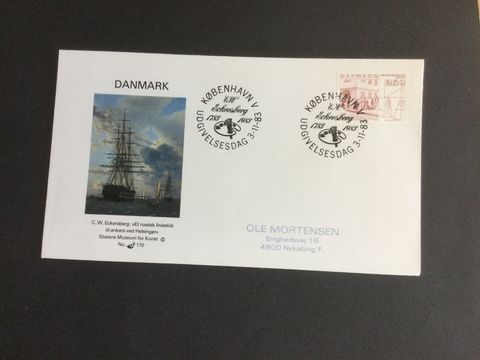 DANMARK
C.W. Eckersberg: »Et russisk linieskib
til ankers ved Helsingør«
Statens Museum for Kunst ©
No. 110
KØBENHAVN V
C.W.
Eckersberg
1783 1983
UDGIVELSESDAG 3-11-83
KØBENHAVN V
C.W.
Eckersberg
1783 1983
UDGIVELSESDAG 3-11-83
DANMARK
250
OLE MORTENSEN
Enighedsvej 16
4800 Nykøbing F.